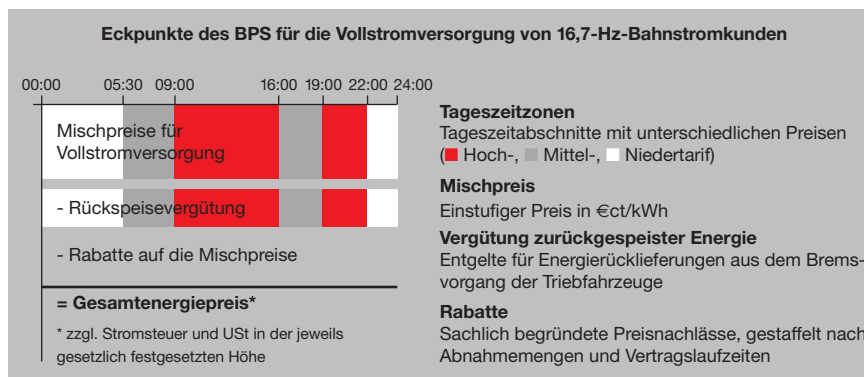 Eckpunkte des BPS für die Vollstromversorgung von 16,7-Hz-Bahnstromkunden
00:00 05:30 09:00 16:00 19:00 22:00 24:00
Mischpreise für
Vollstromversorgung
- Rückspeisevergütung
- Rabatte auf die Mischpreise
= Gesamtenergiepreis*
* zzgl. Stromsteuer und USt in der jeweils
gesetzlich festgesetzten Höhe
Tageszeitzonen
Tageszeitabschnitte mit unterschiedlichen Preisen
(■ Hoch-, ■ Mittel-, □ Niedertarif)
Mischpreis
Einstufiger Preis in €ct/kWh
Vergütung zurückgespeister Energie
Entgelte für Energierücklieferungen aus dem Brems-
vorgang der Triebfahrzeuge
Rabatte
Sachlich begründete Preisnachlässe, gestaffelt nach
Abnahmemengen und Vertragslaufzeiten